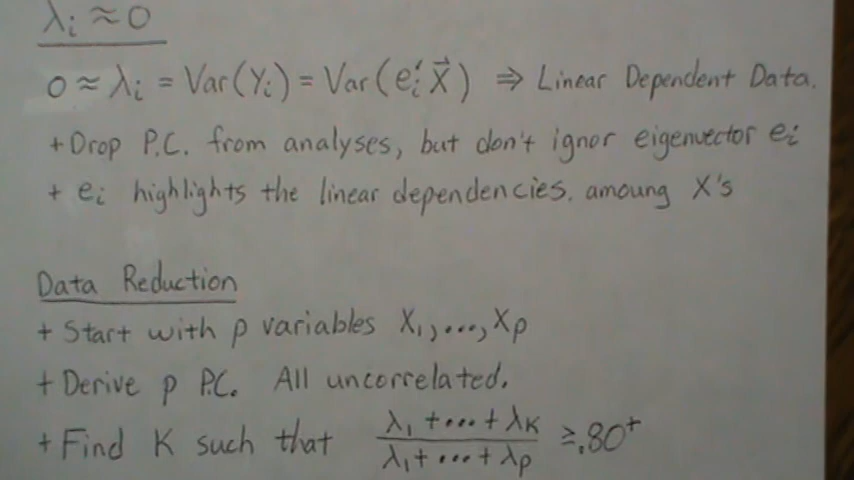 λi ≈ 0
0 ≈ λi = Var(Yi) = Var(ei' X⃗) ⇒ Linear Dependent Data.
+ Drop P.C. from analyses, but don't ignor eigenvector ei
+ ei highlights the linear dependencies. amoung X's
Data Reduction
+ Start with p variables X1,...,Xp
+ Derive p P.C. All uncorrelated.
+ Find K such that (λ1 + ... + λK)/(λ1 + ... + λp) ≥ .80+